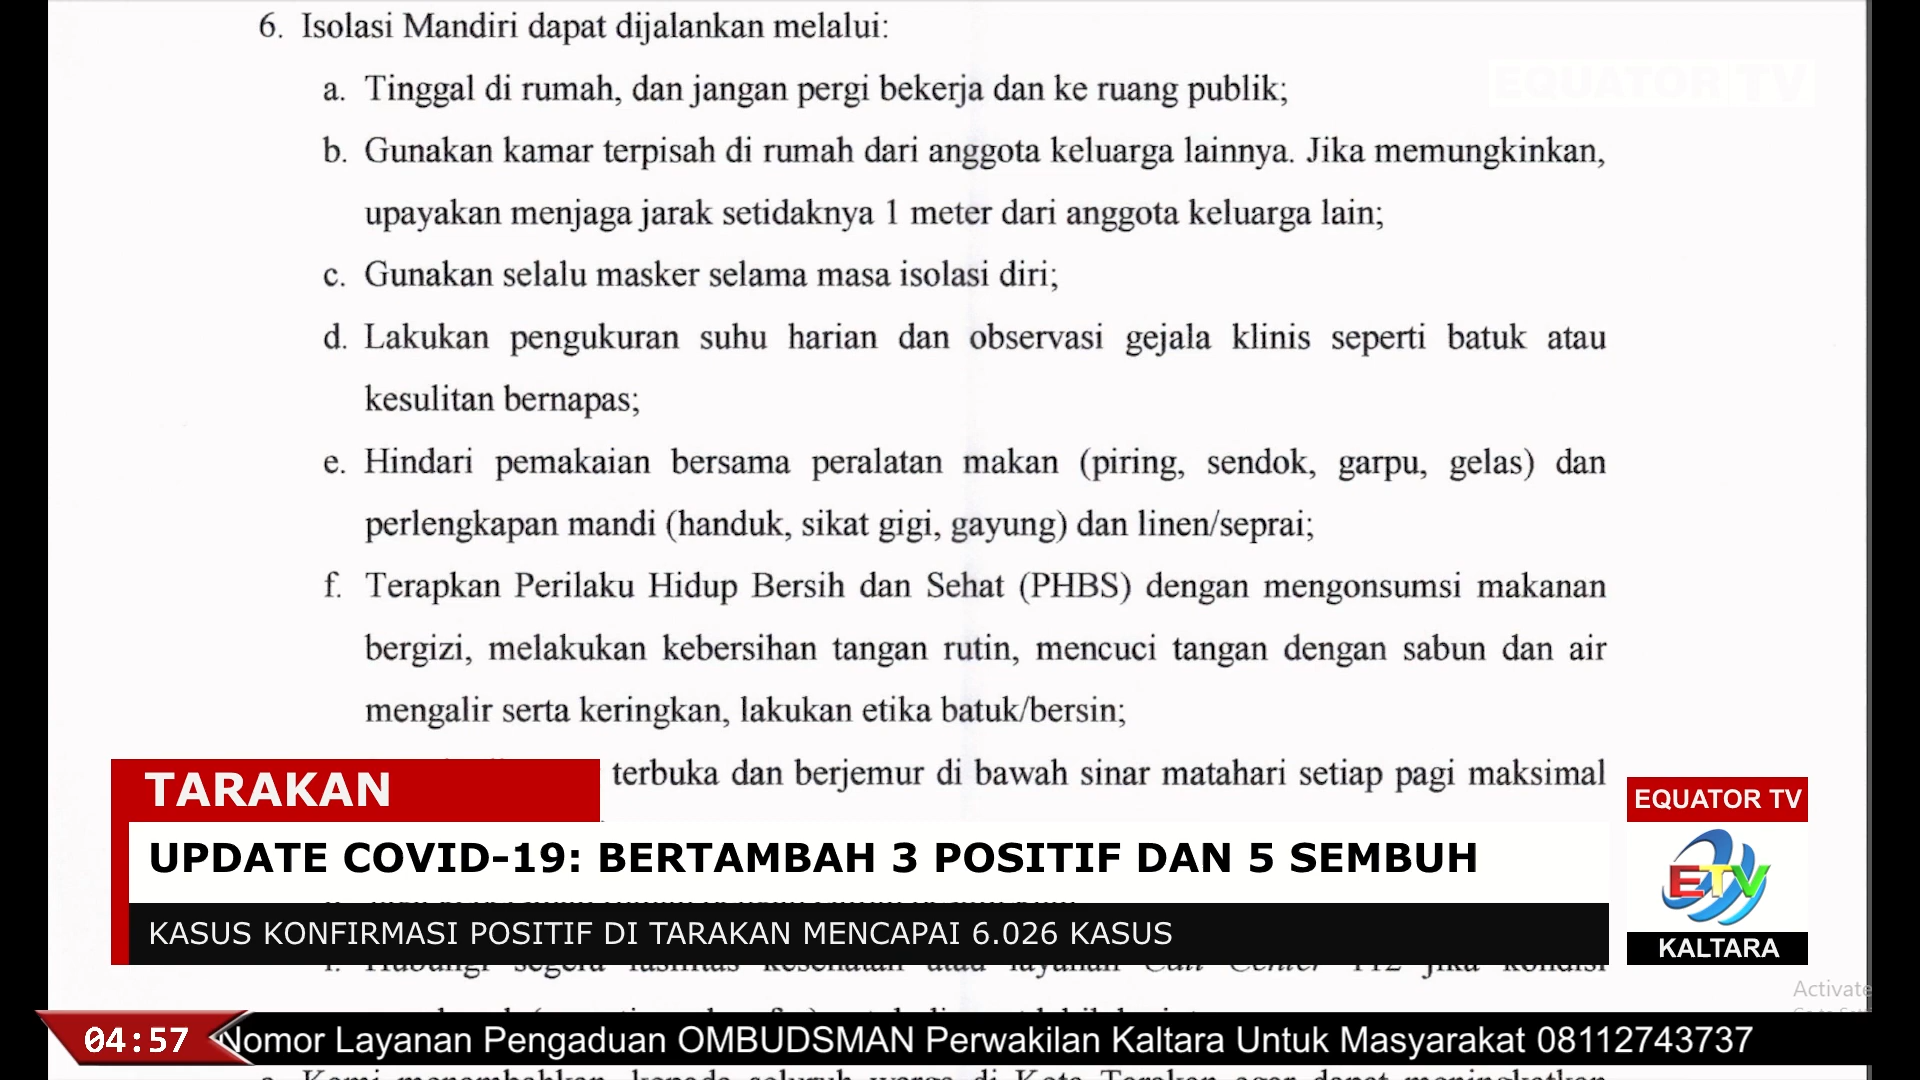 6. Isolasi Mandiri dapat dijalankan melalui:
a. Tinggal di rumah, dan jangan pergi bekerja dan ke ruang publik;
EQUATOR TV
b. Gunakan kamar terpisah di rumah dari anggota keluarga lainnya. Jika memungkinkan,
upayakan menjaga jarak setidaknya 1 meter dari anggota keluarga lain;
c. Gunakan selalu masker selama masa isolasi diri;
d. Lakukan pengukuran suhu harian dan observasi gejala klinis seperti batuk atau
kesulitan bernapas;
e. Hindari pemakaian bersama peralatan makan (piring, sendok, garpu, gelas) dan
perlengkapan mandi (handuk, sikat gigi, gayung) dan linen/seprai;
f. Terapkan Perilaku Hidup Bersih dan Sehat (PHBS) dengan mengonsumsi makanan
bergizi, melakukan kebersihan tangan rutin, mencuci tangan dengan sabun dan air
mengalir serta keringkan, lakukan etika batuk/bersin;
terbuka dan berjemur di bawah sinar matahari setiap pagi maksimal
TARAKAN
UPDATE COVID-19: BERTAMBAH 3 POSITIF DAN 5 SEMBUH
KASUS KONFIRMASI POSITIF DI TARAKAN MENCAPAI 6.026 KASUS
EQUATOR TV
ETV
KALTARA
Activate
04:57
Nomor Layanan Pengaduan OMBUDSMAN Perwakilan Kaltara Untuk Masyarakat 08112743737